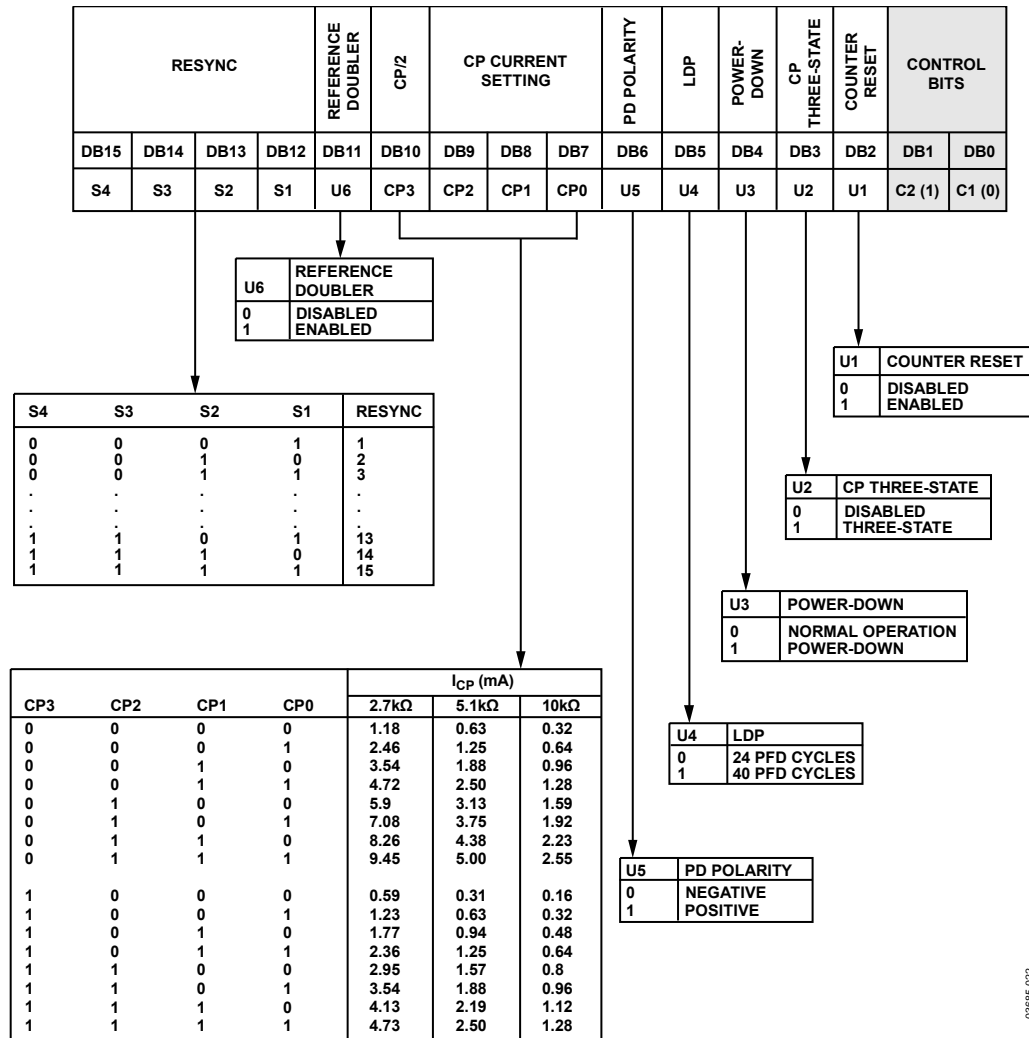 RESYNC
REFERENCE
DOUBLER
CP/2
CP CURRENT
SETTING
PD POLARITY
LDP
POWER-
DOWN
CP
THREE-STATE
COUNTER
RESET
CONTROL
BITS
DB15 DB14 DB13 DB12 DB11 DB10 DB9 DB8 DB7 DB6 DB5 DB4 DB3 DB2 DB1 DB0
S4 S3 S2 S1 U6 CP3 CP2 CP1 CP0 U5 U4 U3 U2 U1 C2 (1) C1 (0)
U6 REFERENCE
DOUBLER
0 DISABLED
1 ENABLED
U1 COUNTER RESET
0 DISABLED
1 ENABLED
S4 S3 S2 S1 RESYNC
0 0 0 1 1
0 0 1 0 2
0 0 1 1 3
. . . . .
. . . . .
. . . . .
1 1 0 1 13
1 1 1 0 14
1 1 1 1 15
U2 CP THREE-STATE
0 DISABLED
1 THREE-STATE
U3 POWER-DOWN
0 NORMAL OPERATION
1 POWER-DOWN
ICP (mA)
CP3 CP2 CP1 CP0 2.7kΩ 5.1kΩ 10kΩ
0 0 0 0 1.18 0.63 0.32
0 0 0 1 2.46 1.25 0.64
0 0 1 0 3.54 1.88 0.96
0 0 1 1 4.72 2.50 1.28
0 1 0 0 5.9 3.13 1.59
0 1 0 1 7.08 3.75 1.92
0 1 1 0 8.26 4.38 2.23
0 1 1 1 9.45 5.00 2.55
1 0 0 0 0.59 0.31 0.16
1 0 0 1 1.23 0.63 0.32
1 0 1 0 1.77 0.94 0.48
1 0 1 1 2.36 1.25 0.64
1 1 0 0 2.95 1.57 0.8
1 1 0 1 3.54 1.88 0.96
1 1 1 0 4.13 2.19 1.12
1 1 1 1 4.73 2.50 1.28
U4 LDP
0 24 PFD CYCLES
1 40 PFD CYCLES
U5 PD POLARITY
0 NEGATIVE
1 POSITIVE